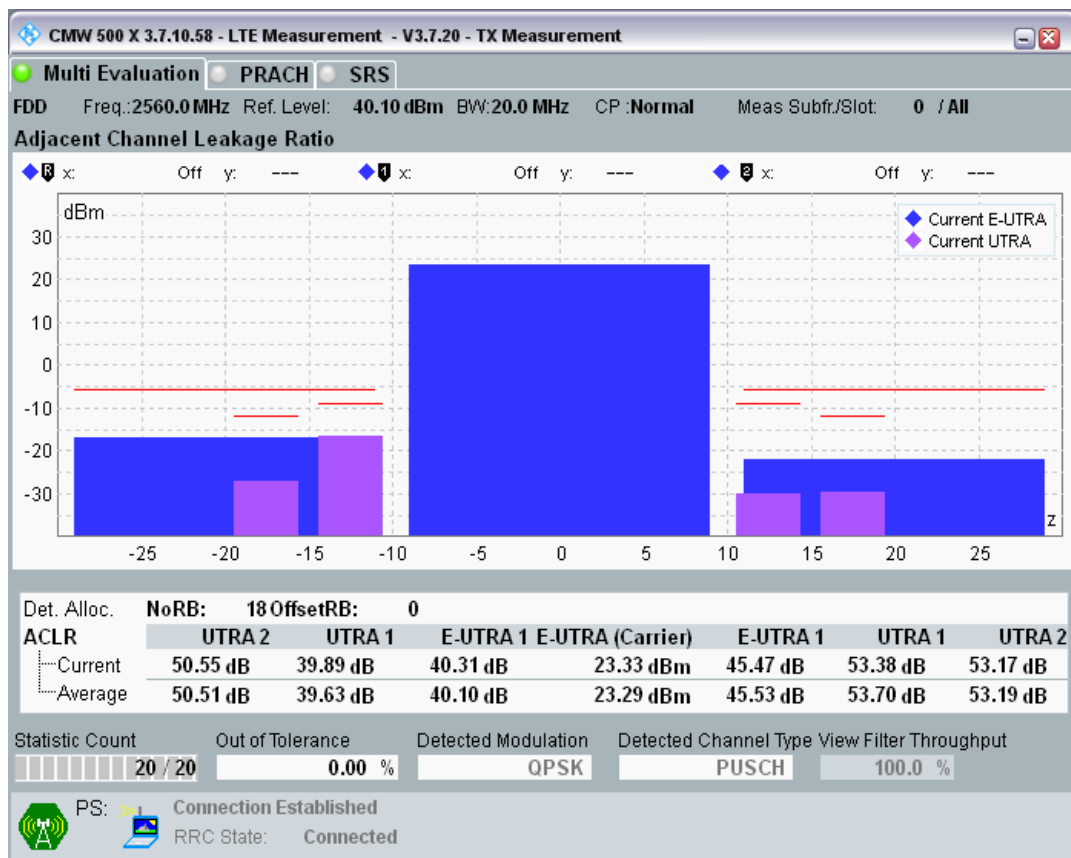 CMW 500 X 3.7.10.58 - LTE Measurement - V3.7.20 - TX Measurement
Multi Evaluation PRACH SRS
FDD Freg.:2560.0 MHz Ref. Level: 40.10 dBm BW:20.0 MHz CP :Normal Meas Subfr./Slot: 0 / All
Adjacent Channel Leakage Ratio
R x: Off y: --- 1 x: Off y: --- 2 x: Off y: ---
dBm
Current E-UTRA
Current UTRA
30
20
10
0
-10
-20
-30
z
-25 -20 -15 -10 -5 0 5 10 15 20 25
Det. Alloc. NoRB: 18 OffsetRB: 0
ACLR UTRA 2 UTRA 1 E-UTRA 1 E-UTRA (Carrier) E-UTRA 1 UTRA 1 UTRA 2
Current 50.55 dB 39.89 dB 40.31 dB 23.33 dBm 45.47 dB 53.38 dB 53.17 dB
Average 50.51 dB 39.63 dB 40.10 dB 23.29 dBm 45.53 dB 53.70 dB 53.19 dB
Statistic Count Out of Tolerance Detected Modulation Detected Channel Type View Filter Throughput
20 / 20 0.00 % QPSK PUSCH 100.0 %
PS: Connection Established
RRC State: Connected